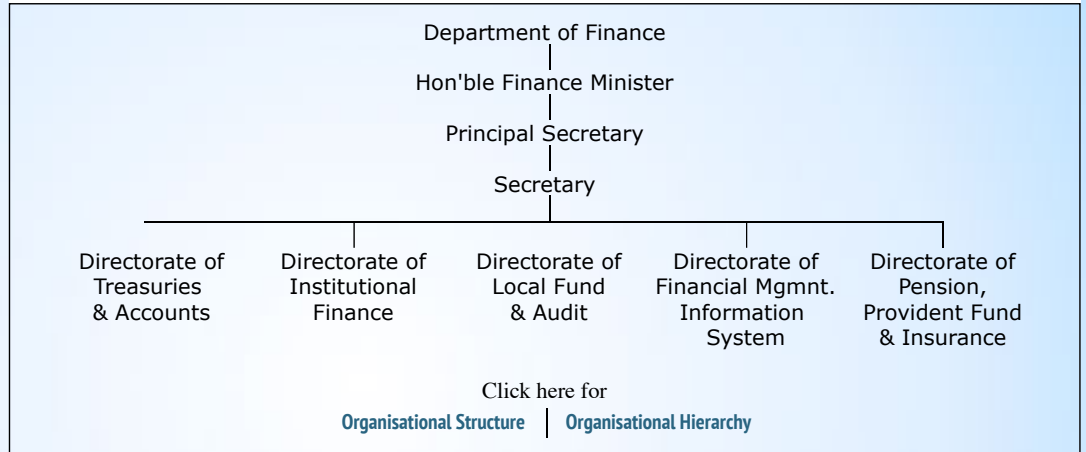 Department of Finance
Hon'ble Finance Minister
Principal Secretary
Secretary
Directorate of
Treasuries
& Accounts
Directorate of
Institutional
Finance
Directorate of
Local Fund
& Audit
Directorate of
Financial Mgmnt.
Information
System
Directorate of
Pension,
Provident Fund
& Insurance
Click here for
Organisational Structure | Organisational Hierarchy